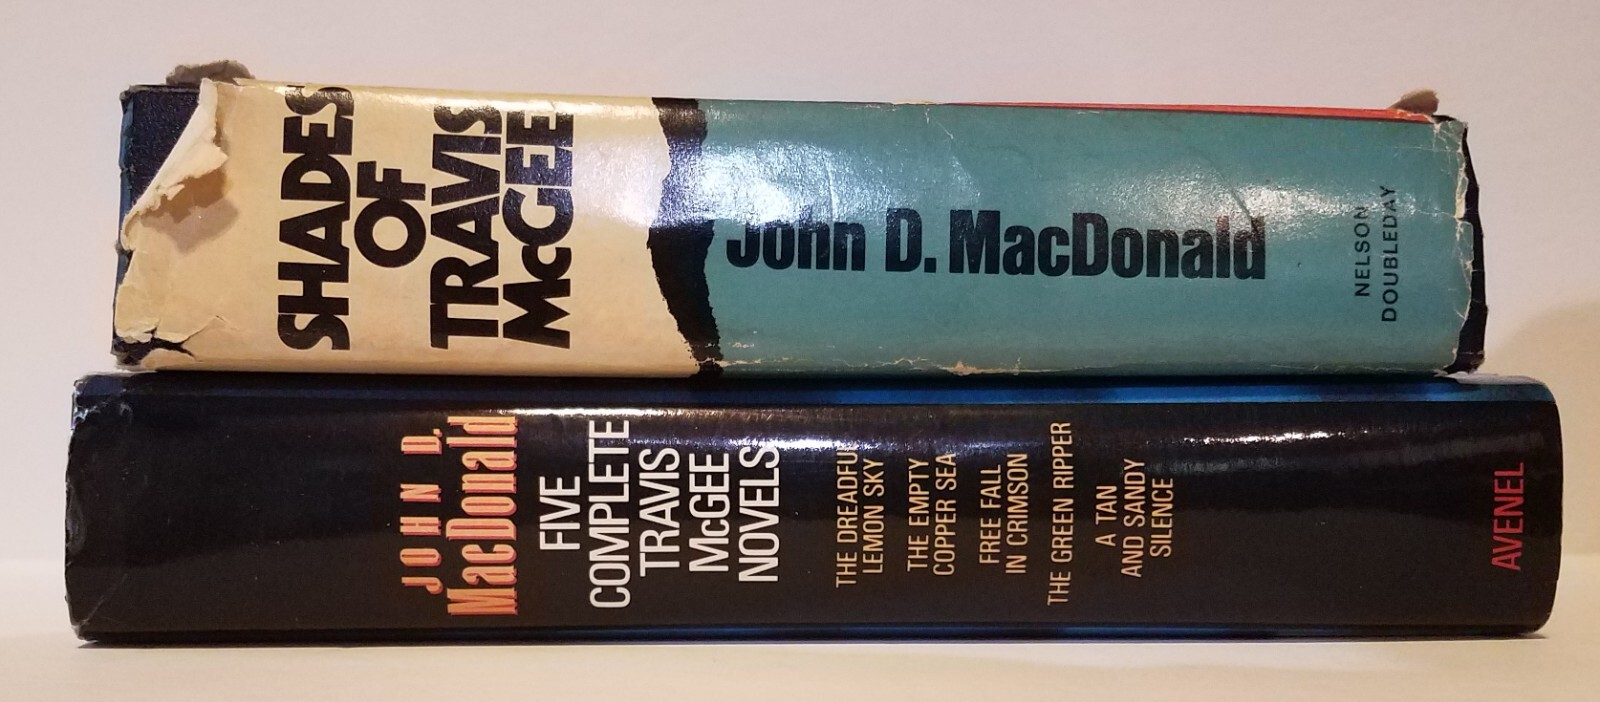 SHADES
OF
TRAVIS
McGEE
John D. MacDonald
NELSON
DOUBLEDAY
JOHN D.
MacDonald
FIVE
COMPLETE
TRAVIS
McGEE
NOVELS
THE DREADFU
LEMON SKY
THE EMPTY
COPPER SEA
FREE FALL
IN CRIMSON
THE GREEN RIPPER
A TAN
AND SANDY
SILENCE
AVENEL